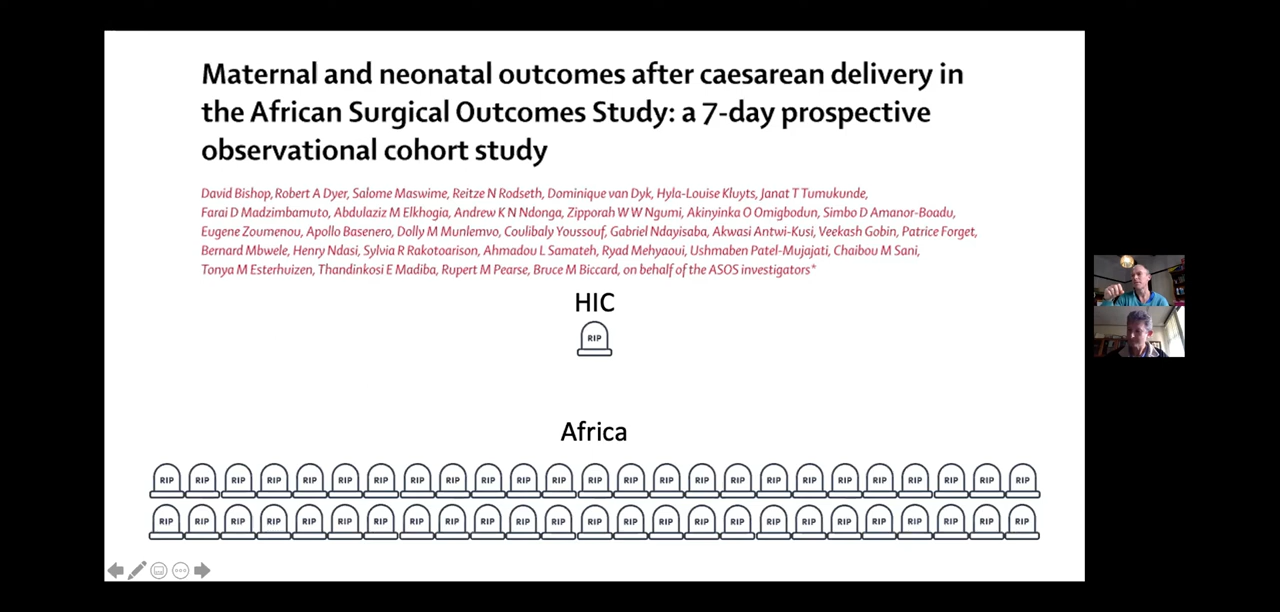 Maternal and neonatal outcomes after caesarean delivery in
the African Surgical Outcomes Study: a 7-day prospective
observational cohort study
David Bishop, Robert A Dyer, Salome Maswime, Reitze N Rodseth, Dominique van Dyk, Hyla-Louise Kluyts, Janat T Tumukunde,
Farai D Madzimbamuto, Abdulaziz M Elkhogia, Andrew K N Ndonga, Zipporah W W Ngumi, Akinyinka O Omigbodun, Simbo D Amanor-Boadu,
Eugene Zoumenou, Apollo Basenero, Dolly M Munlemvo, Coulibaly Youssouf, Gabriel Ndayisaba, Akwasi Antwi-Kusi, Veekash Gobin, Patrice Forget,
Bernard Mbwele, Henry Ndasi, Sylvia R Rakotoarison, Ahmadou L Samateh, Ryad Mehyaoui, Ushmaben Patel-Mujajati, Chaibou M Sani,
Tonya M Esterhuizen, Thandinkosi E Madiba, Rupert M Pearse, Bruce M Biccard, on behalf of the ASOS investigators*
HIC
RIP
Africa
RIP RIP RIP RIP RIP RIP RIP RIP RIP RIP RIP RIP RIP RIP RIP RIP RIP RIP RIP RIP RIP RIP RIP RIP RIP
RIP RIP RIP RIP RIP RIP RIP RIP RIP RIP RIP RIP RIP RIP RIP RIP RIP RIP RIP RIP RIP RIP RIP RIP RIP